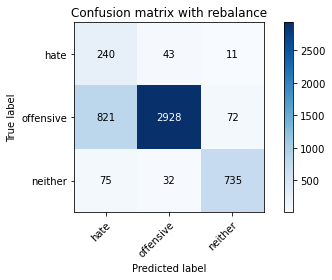 Confusion matrix with rebalance
True label
hate 240 43 11
offensive 821 2928 72
neither 75 32 735
hate offensive neither
Predicted label
2500
2000
1500
1000
500